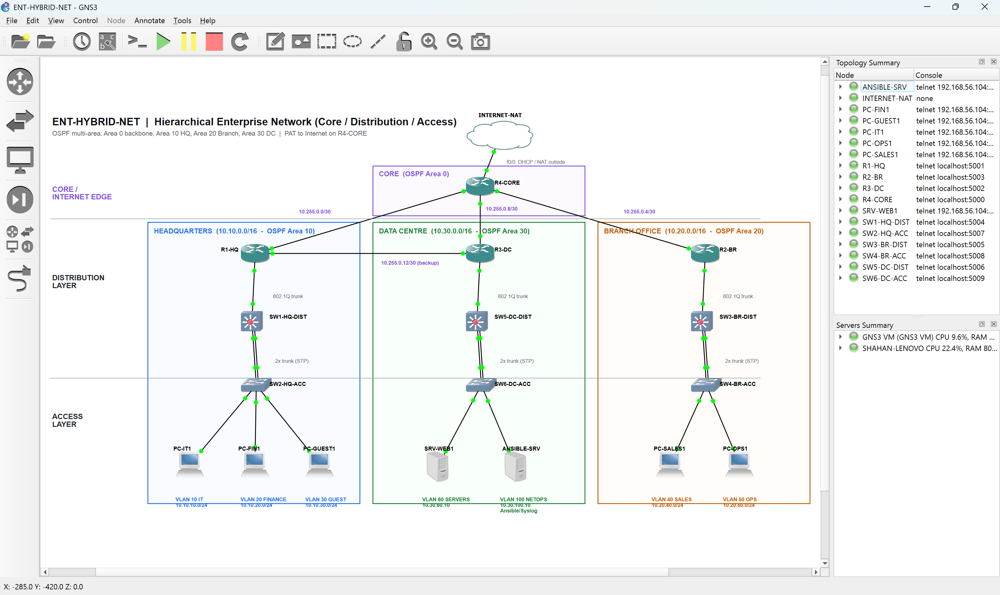 ENT-HYBRID-NET - GNS3
File Edit View Control Node Annotate Tools Help
a c
b
ENT-HYBRID-NET | Hierarchical Enterprise Network (Core / Distribution / Access)
OSPF multi-area: Area 0 backbone, Area 10 HQ, Area 20 Branch, Area 30 DC | PAT to Internet on R4-CORE
INTERNET-NAT
f0/0 DHCP / NAT outside
CORE (OSPF Area 0)
R4-CORE
CORE /
INTERNET EDGE
10.255.0.0/30
10.255.0.8/30
10.255.0.4/30
HEADQUARTERS (10.10.0.0/16 - OSPF Area 10)
DATA CENTRE (10.30.0.0/16 - OSPF Area 30)
BRANCH OFFICE (10.20.0.0/16 - OSPF Area 20)
R1-HQ
R3-DC
R2-BR
10.255.0.12/30 (backup)
DISTRIBUTION
LAYER
802.1Q trunk
802.1Q trunk
802.1Q trunk
SW1-HQ-DIST
SW5-DC-DIST
SW3-BR-DIST
2x trunk (STP)
2x trunk (STP)
2x trunk (STP)
SW2-HQ-ACC
SW6-DC-ACC
SW4-BR-ACC
ACCESS
LAYER
PC-IT1
PC-FIN1
PC-GUEST1
SRV-WEB1
ANSIBLE-SRV
PC-SALES1
PC-OPS1
VLAN 10 IT
10.10.10.0/24
VLAN 20 FINANCE
10.10.20.0/24
VLAN 30 GUEST
10.10.30.0/24
VLAN 60 SERVERS
10.30.60.10
VLAN 100 NETOPS
10.30.100.10
Ansible/Syslog
VLAN 40 SALES
10.20.40.0/24
VLAN 50 OPS
10.20.50.0/24
Topology Summary
Node Console
ANSIBLE-SRV telnet 192.168.56.104:...
INTERNET-NAT none
PC-FIN1 telnet 192.168.56.104:...
PC-GUEST1 telnet 192.168.56.104:...
PC-IT1 telnet 192.168.56.104:...
PC-OPS1 telnet 192.168.56.104:...
PC-SALES1 telnet 192.168.56.104:...
R1-HQ telnet localhost:5001
R2-BR telnet localhost:5003
R3-DC telnet localhost:5002
R4-CORE telnet localhost:5000
SRV-WEB1 telnet 192.168.56.104:...
SW1-HQ-DIST telnet localhost:5004
SW2-HQ-ACC telnet localhost:5007
SW3-BR-DIST telnet localhost:5005
SW4-BR-ACC telnet localhost:5008
SW5-DC-DIST telnet localhost:5006
SW6-DC-ACC telnet localhost:5009
Servers Summary
GNS3 VM (GNS3 VM) CPU 9.6%, RAM ...
SHAHAN-LENOVO CPU 22.4%, RAM 80...
X: -285.0 Y: -420.0 Z: 0.0